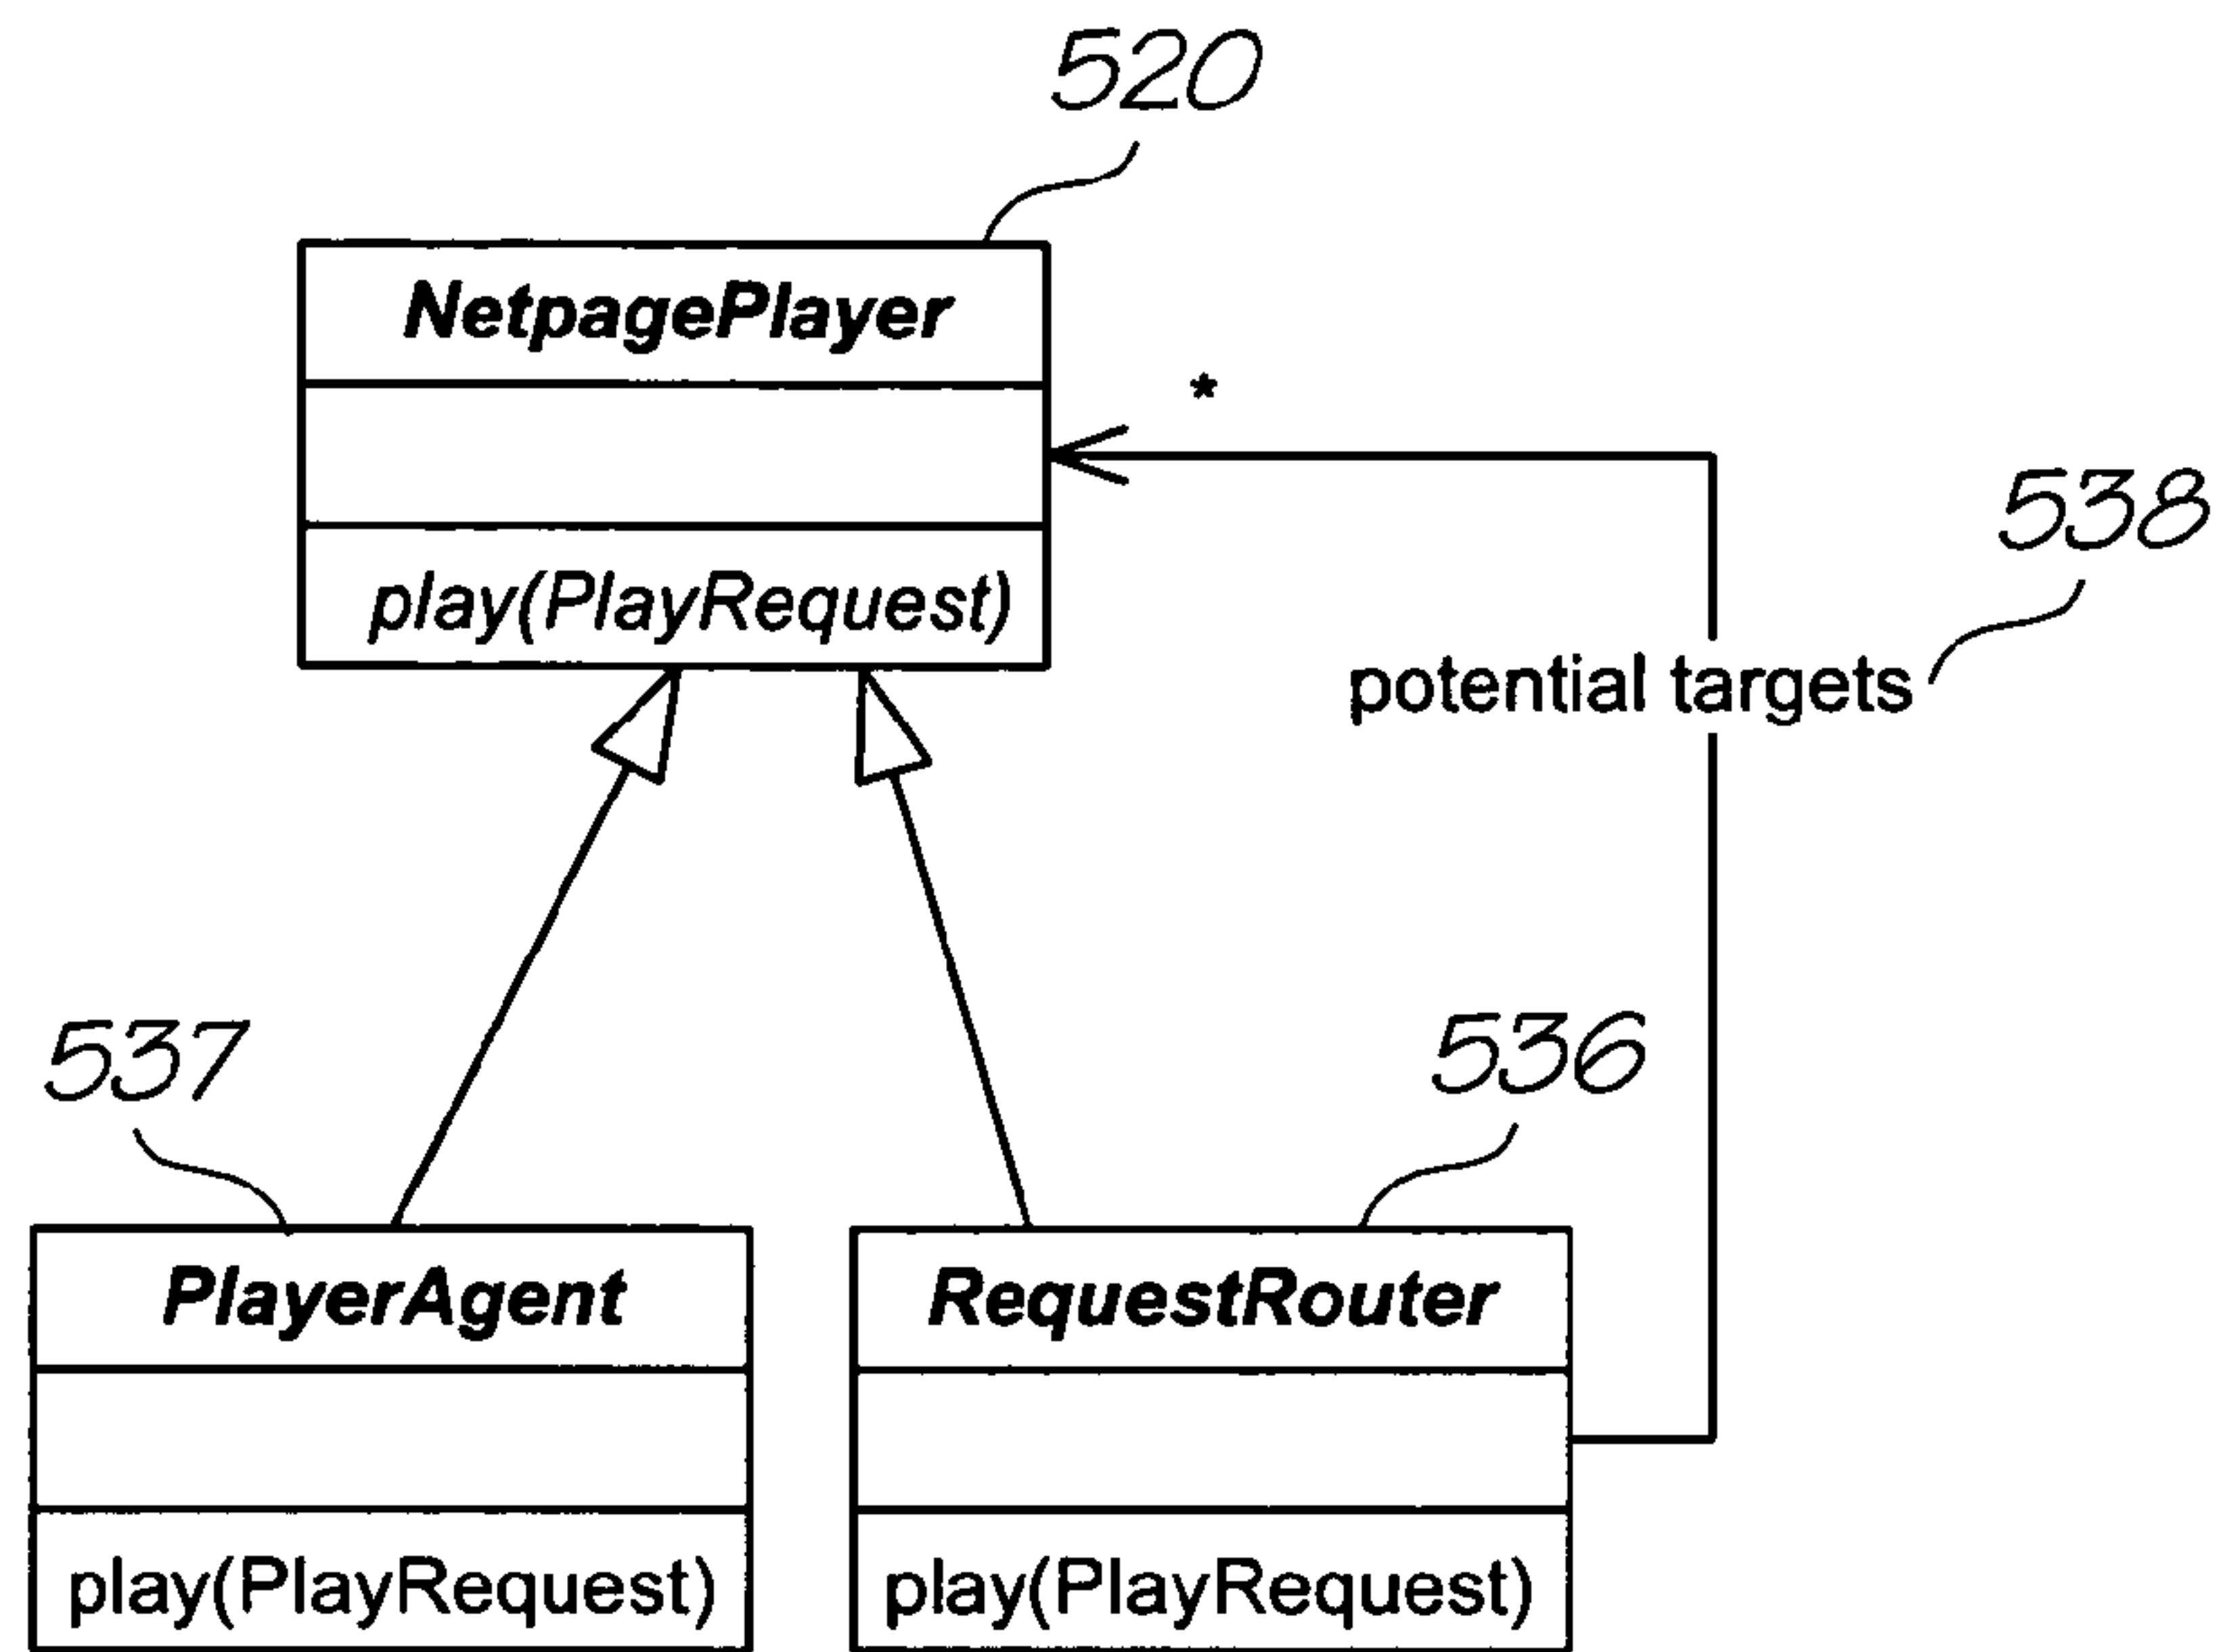 520
NetpagePlayer
*
538
play(PlayRequest)
potential targets
537
536
PlayerAgent
RequestRouter
play(PlayRequest)
play(PlayRequest)